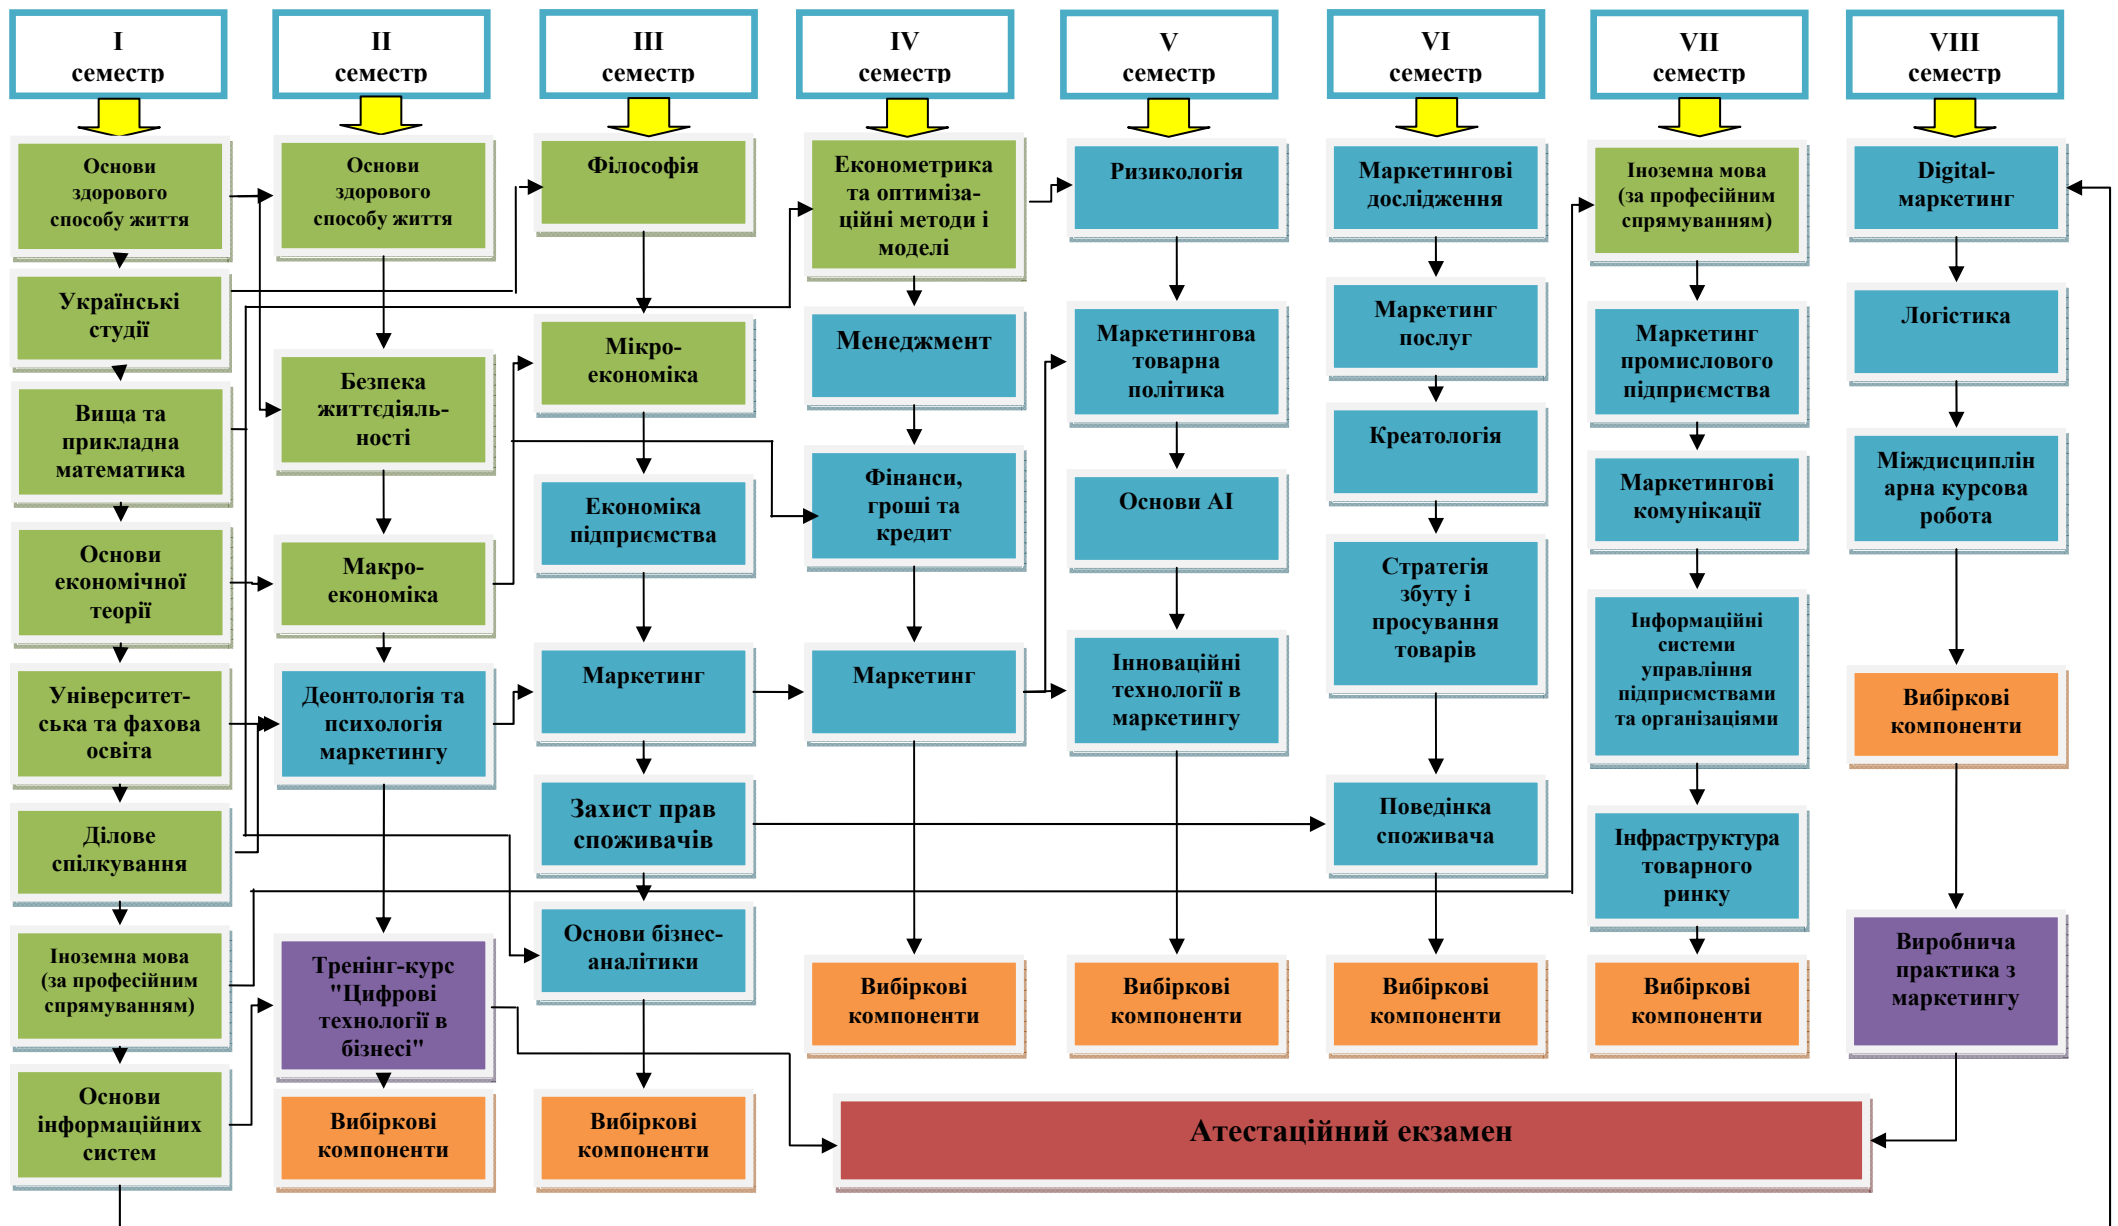 I
семестр
II
семестр
III
семестр
IV
семестр
V
семестр
VI
семестр
VII
семестр
VIII
семестр
Основи
здорового
способу життя
Українські
студії
Вища та
прикладна
математика
Основи
економічної
теорії
Університет-
ська та фахова
освіта
Ділове
спілкування
Іноземна мова
(за професійним
спрямуванням)
Основи
інформаційних
систем
Основи
здорового
способу життя
Безпека
життєдіяль-
ності
Макро-
економіка
Деонтологія та
психологія
маркетингу
Тренінг-курс
"Цифрові
технології в
бізнесі"
Вибіркові
компоненти
Філософія
Мікро-
економіка
Економіка
підприємства
Маркетинг
Захист прав
споживачів
Основи бізнес-
аналітики
Вибіркові
компоненти
Економетрика
та оптиміза-
ційні методи і
моделі
Менеджмент
Фінанси,
гроші та
кредит
Маркетинг
Вибіркові
компоненти
Ризикологія
Маркетингова
товарна
політика
Основи АІ
Інноваційні
технології в
маркетингу
Вибіркові
компоненти
Маркетингові
дослідження
Маркетинг
послуг
Креатологія
Стратегія
збуту і
просування
товарів
Поведінка
споживача
Вибіркові
компоненти
Іноземна мова
(за професійним
спрямуванням)
Маркетинг
промислового
підприємства
Маркетингові
комунікації
Інформаційні
системи
управління
підприємствами
та організаціями
Інфраструктура
товарного
ринку
Вибіркові
компоненти
Digital-
маркетинг
Логістика
Міждисциплін
арна курсова
робота
Вибіркові
компоненти
Виробнича
практика з
маркетингу
Атестаційний екзамен